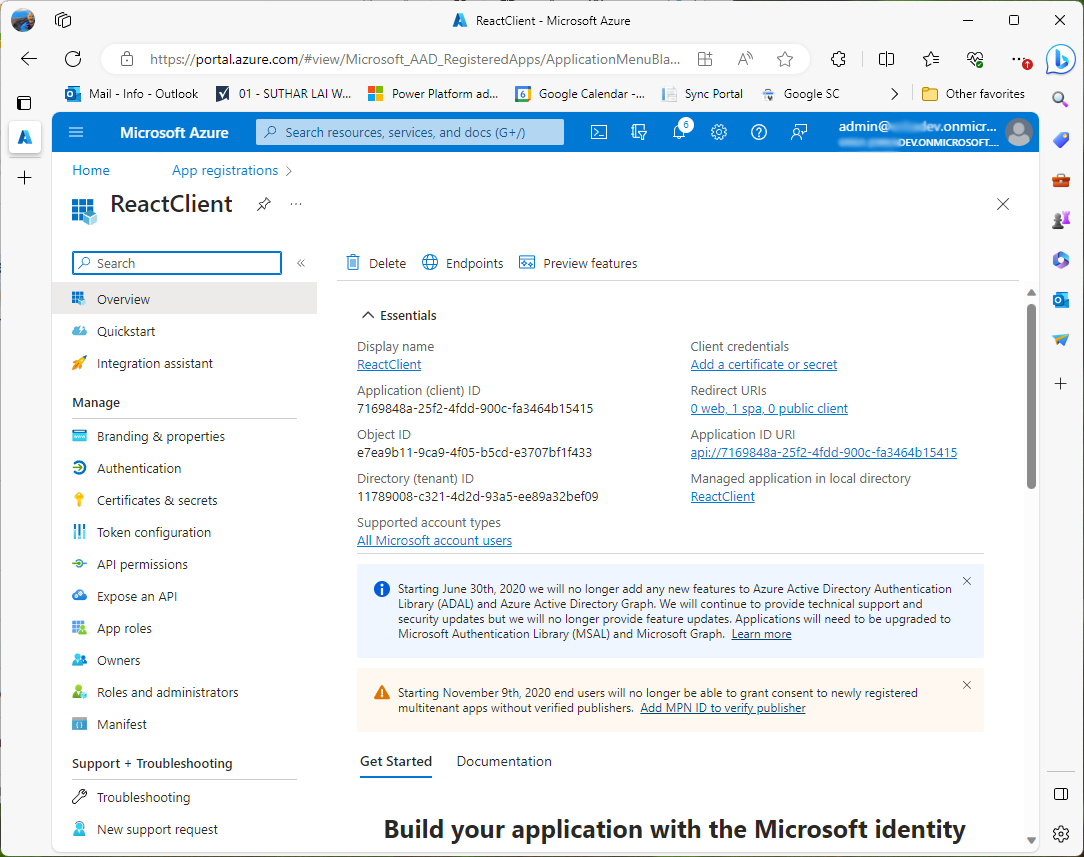 ReactClient - Microsoft Azure
https://portal.azure.com/#view/Microsoft_AAD_RegisteredApps/ApplicationMenuBla...
Mail - Info - Outlook
01 - SUTHAR LAI W...
Power Platform ad...
6
Google Calendar -...
Sync Portal
Google SC
Other favorites
Microsoft Azure
Search resources, services, and docs (G+/)
6
admin@ dev.onmicr...
DEV.ONMICROSOFT....
Home
App registrations
ReactClient
Search
Delete
Endpoints
Preview features
Overview
Quickstart
Integration assistant
Manage
Branding & properties
Authentication
Certificates & secrets
Token configuration
API permissions
Expose an API
App roles
Owners
Roles and administrators
Manifest
Support + Troubleshooting
Troubleshooting
New support request
Essentials
Display name
ReactClient
Application (client) ID
7169848a-25f2-4fdd-900c-fa3464b15415
Object ID
e7ea9b11-9ca9-4f05-b5cd-e3707bf1f433
Directory (tenant) ID
11789008-c321-4d2d-93a5-ee89a32bef09
Supported account types
All Microsoft account users
Client credentials
Add a certificate or secret
Redirect URIs
0 web, 1 spa, 0 public client
Application ID URI
api://7169848a-25f2-4fdd-900c-fa3464b15415
Managed application in local directory
ReactClient
Starting June 30th, 2020 we will no longer add any new features to Azure Active Directory Authentication
Library (ADAL) and Azure Active Directory Graph. We will continue to provide technical support and
security updates but we will no longer provide feature updates. Applications will need to be upgraded to
Microsoft Authentication Library (MSAL) and Microsoft Graph. Learn more
Starting November 9th, 2020 end users will no longer be able to grant consent to newly registered
multitenant apps without verified publishers. Add MPN ID to verify publisher
Get Started
Documentation
Build your application with the Microsoft identity